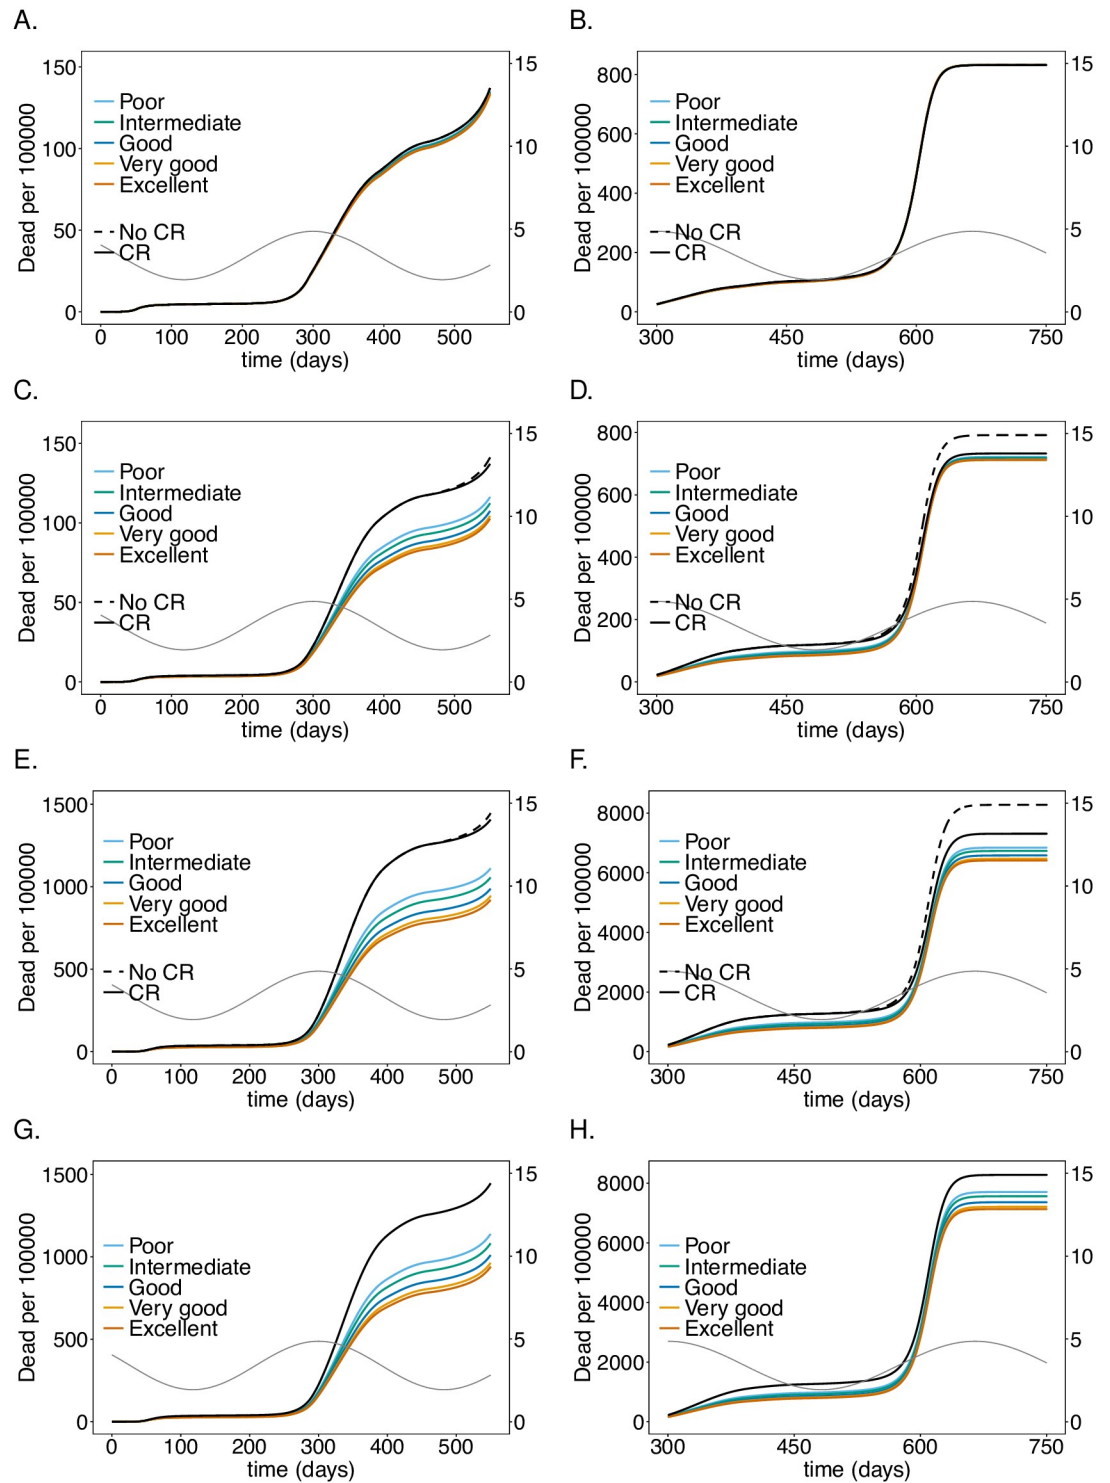 A.
Dead per 100000
150
100
50
0
Poor
Intermediate
Good
Very good
Excellent
No CR
CR
15
10
5
0
0 100 200 300 400 500
time (days)
B.
Dead per 100000
800
600
400
200
0
Poor
Intermediate
Good
Very good
Excellent
No CR
CR
15
10
5
0
300 450 600 750
time (days)
C.
Dead per 100000
150
100
50
0
Poor
Intermediate
Good
Very good
Excellent
No CR
CR
15
10
5
0
0 100 200 300 400 500
time (days)
D.
Dead per 100000
800
600
400
200
0
Poor
Intermediate
Good
Very good
Excellent
No CR
CR
15
10
5
0
300 450 600 750
time (days)
E.
Dead per 100000
1500
1000
500
0
Poor
Intermediate
Good
Very good
Excellent
No CR
CR
15
10
5
0
0 100 200 300 400 500
time (days)
F.
Dead per 100000
8000
6000
4000
2000
0
Poor
Intermediate
Good
Very good
Excellent
No CR
CR
15
10
5
0
300 450 600 750
time (days)
G.
Dead per 100000
1500
1000
500
0
Poor
Intermediate
Good
Very good
Excellent
15
10
5
0
0 100 200 300 400 500
time (days)
H.
Dead per 100000
8000
6000
4000
2000
0
Poor
Intermediate
Good
Very good
Excellent
15
10
5
0
300 450 600 750
time (days)